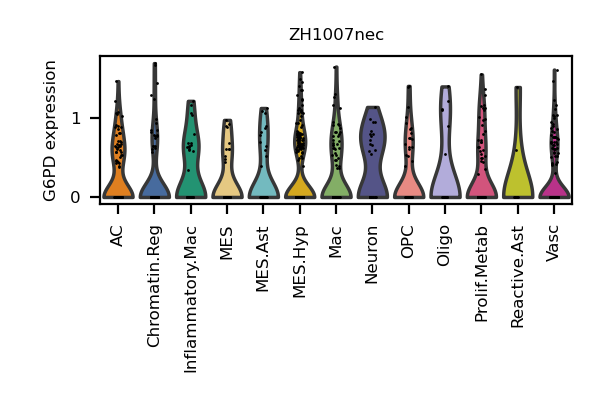 ZH1007nec
G6PD expression
1
0
AC
Chromatin.Reg
Inflammatory.Mac
MES
MES.Ast
MES.Hyp
Mac
Neuron
OPC
Oligo
Prolif.Metab
Reactive.Ast
Vasc